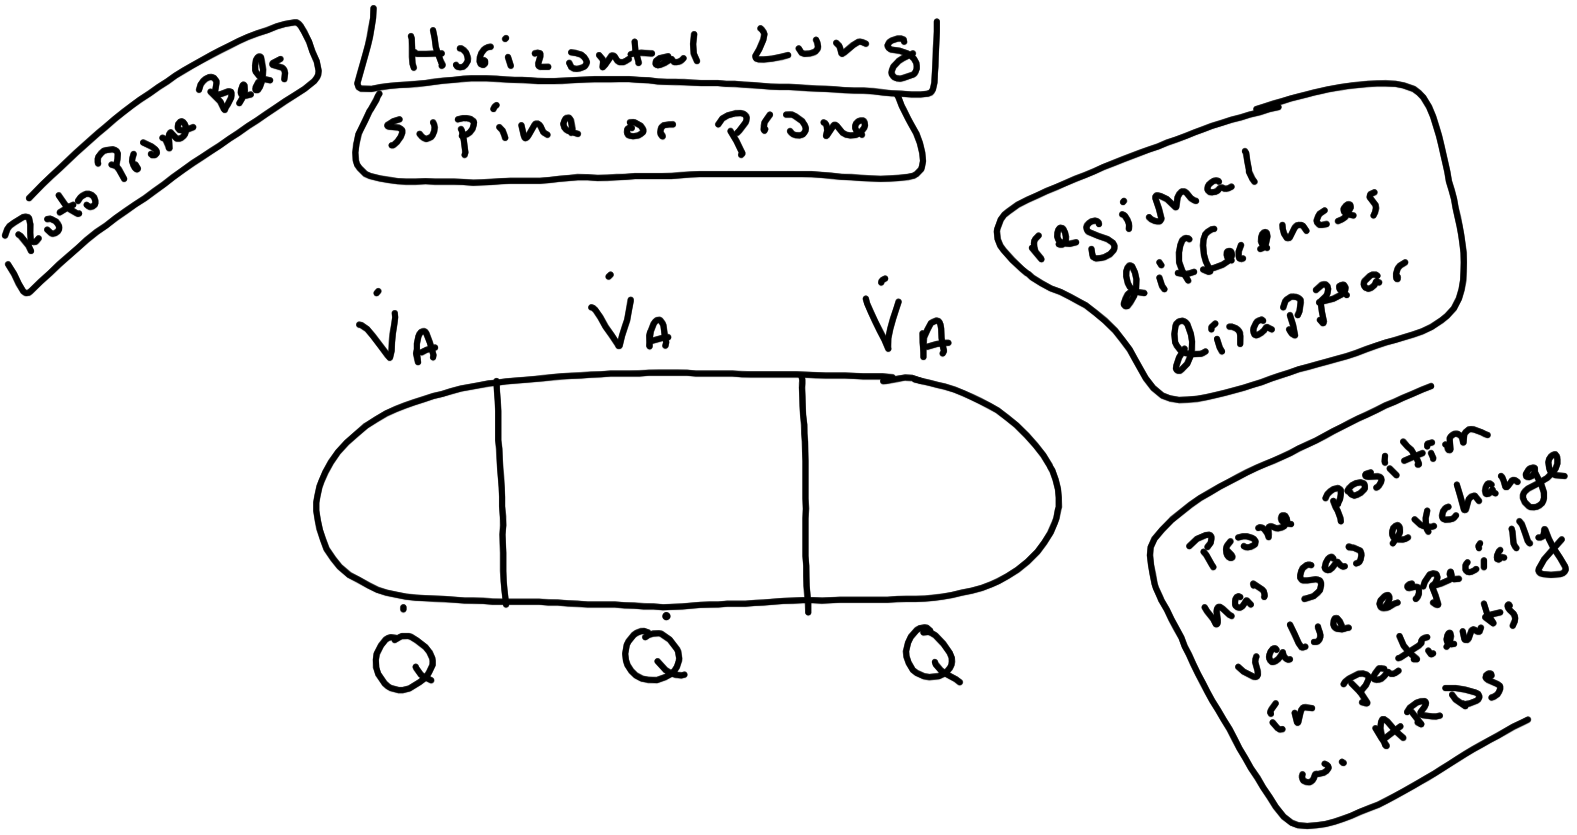 Roto Prone Beds
Horizontal Lung
supine or prone
regional
differences
disappear
V̇A V̇A V̇A
Q̇ Q̇ Q
Prone position
has gas exchange
value especially
in patients
w. ARDS